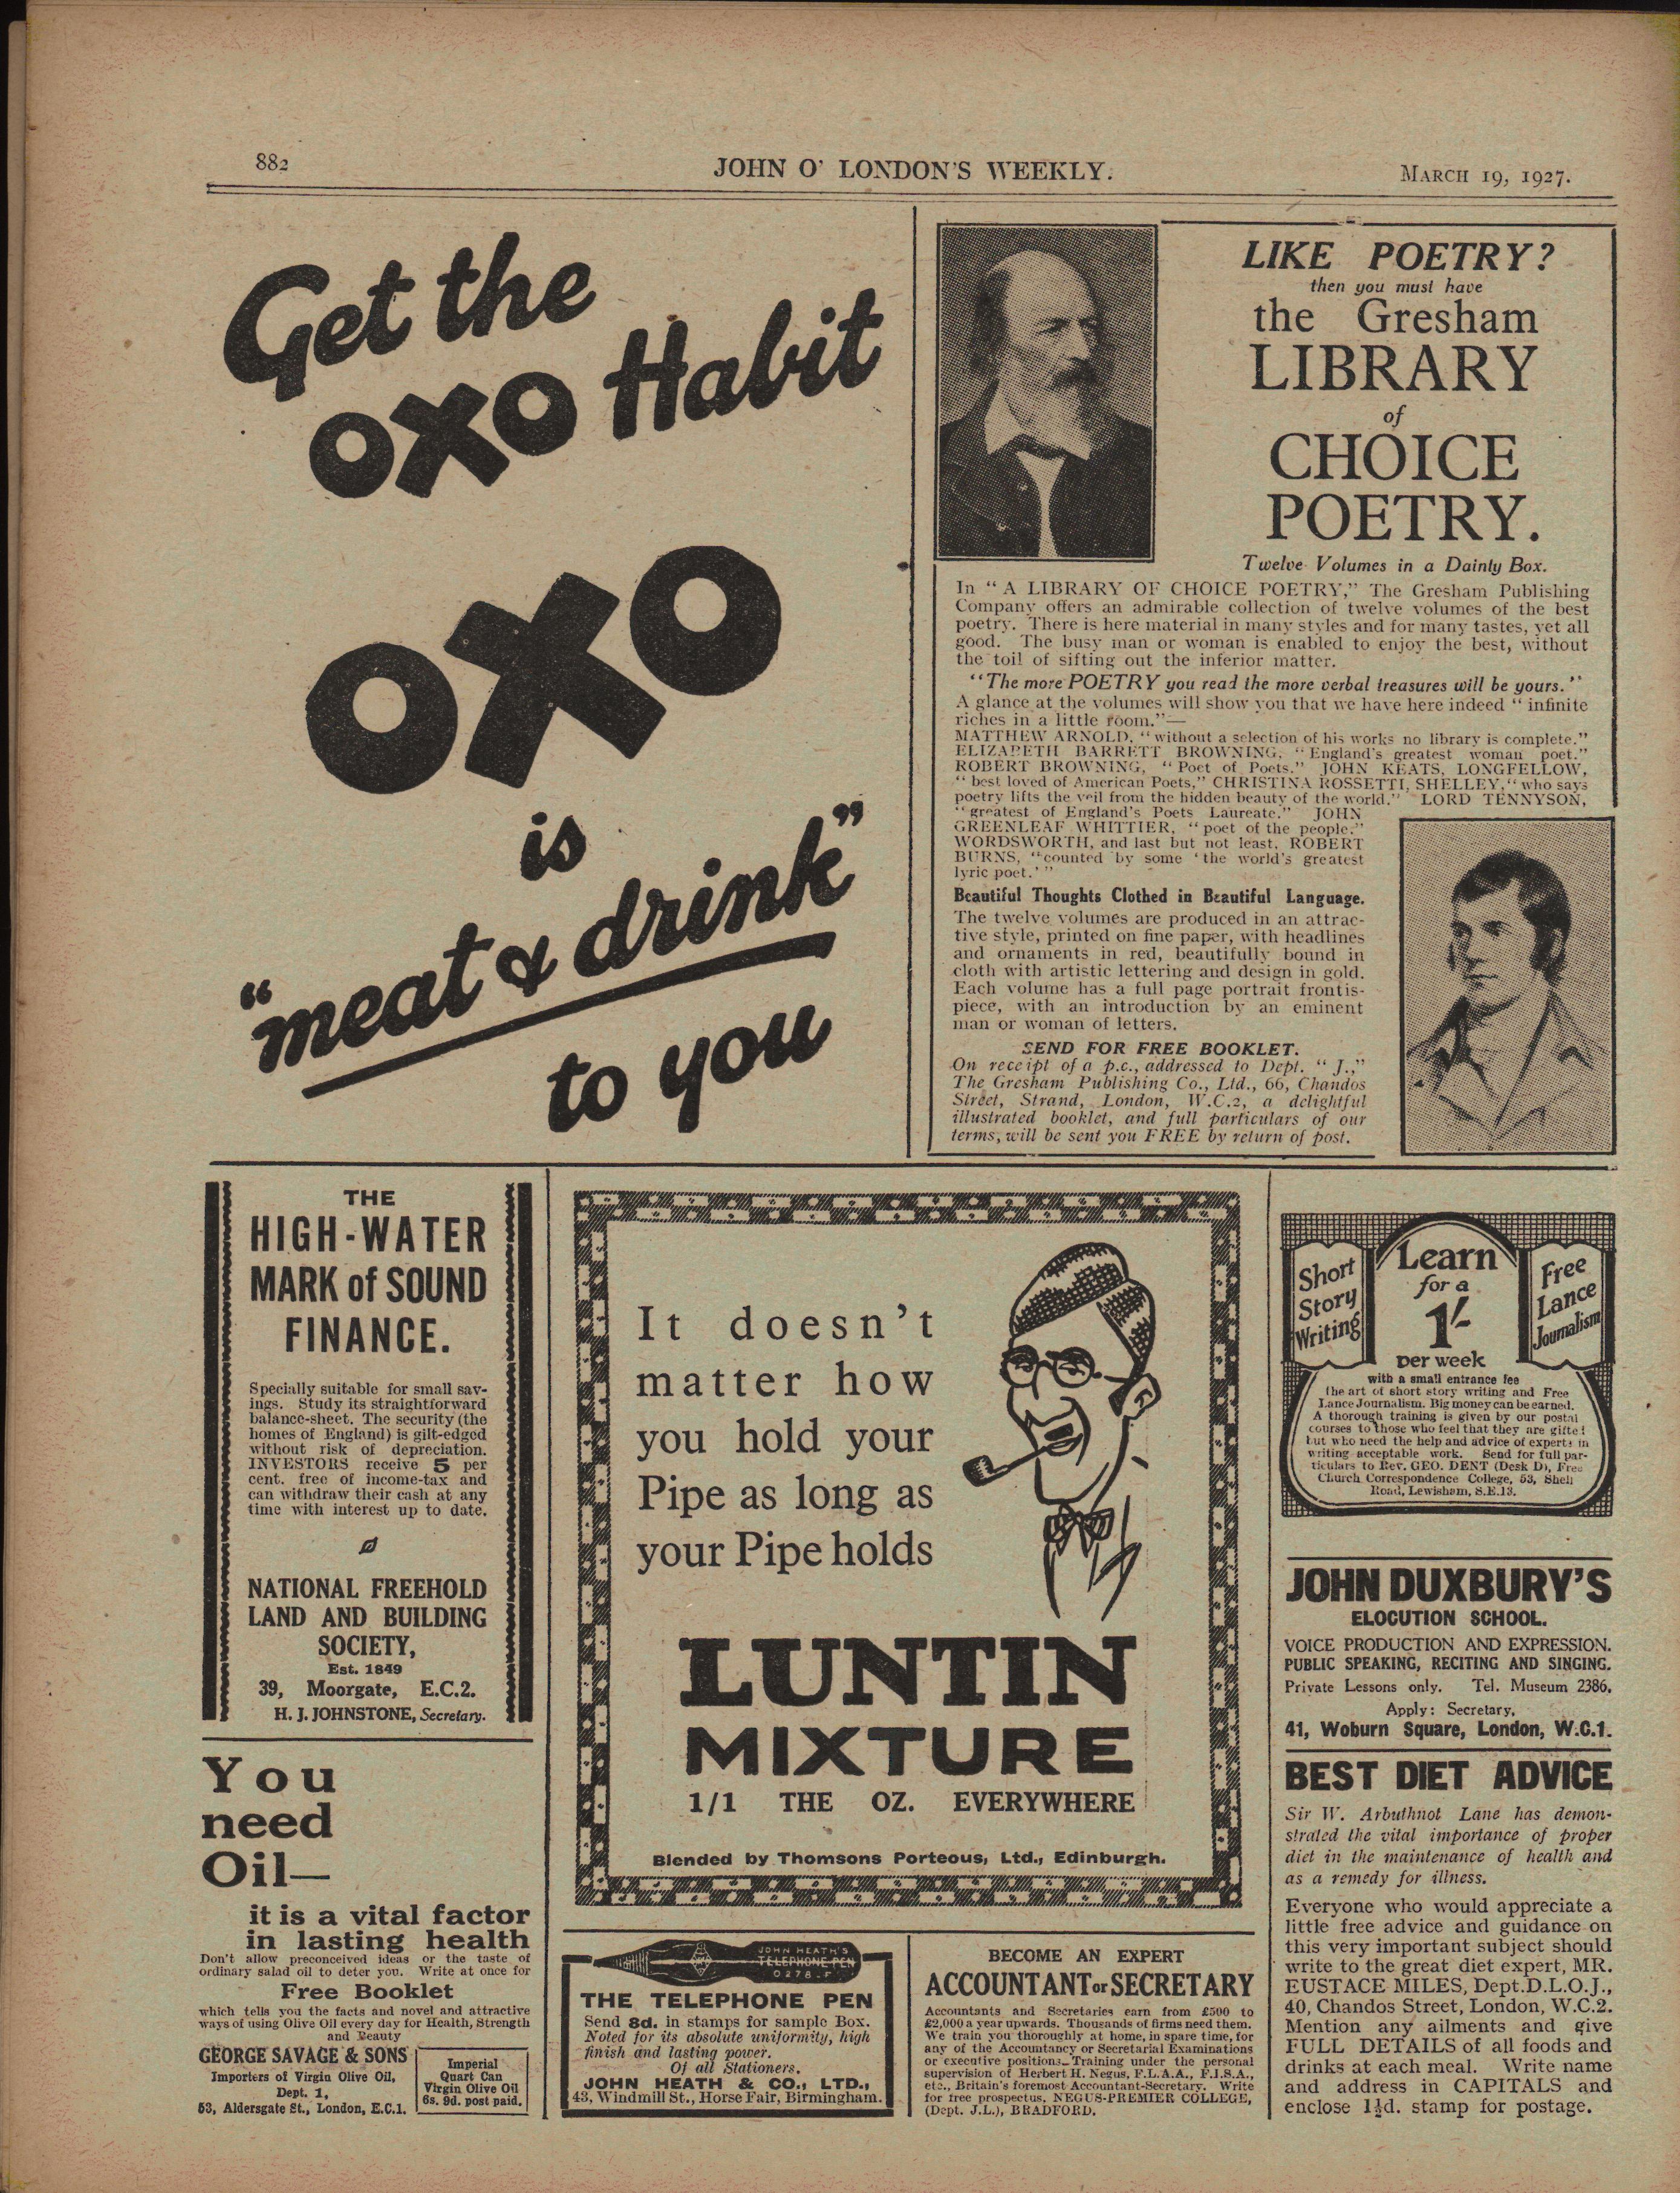 882
JOHN O' LONDON'S WEEKLY.
MARCH 19, 1927.
Get the
OXO Habit
OXO
is
"meat & drink"
to you
LIKE POETRY?
then you must have
the Gresham
LIBRARY
of
CHOICE
POETRY.
Twelve Volumes in a Dainty Box.
In "A LIBRARY OF CHOICE POETRY," The Gresham Publishing
Company offers an admirable collection of twelve volumes of the best
poetry. There is here material in many styles and for many tastes, yet all
good. The busy man or woman is enabled to enjoy the best, without
the toil of sifting out the inferior matter.
"The more POETRY you read the more verbal treasures will be yours."
A glance at the volumes will show you that we have here indeed "infinite
riches in a little room."—
MATTHEW ARNOLD, "without a selection of his works no library is complete."
ELIZABETH BARRETT BROWNING, "England's greatest woman poet."
ROBERT BROWNING, "Poet of Poets." JOHN KEATS, LONGFELLOW,
"best loved of American Poets," CHRISTINA ROSSETTI, SHELLEY, "who says
poetry lifts the veil from the hidden beauty of the world." LORD TENNYSON,
"greatest of England's Poets Laureate." JOHN
GREENLEAF WHITTIER, "poet of the people."
WORDSWORTH, and last but not least, ROBERT
BURNS, "counted by some 'the world's greatest
lyric poet.'"
Beautiful Thoughts Clothed in Beautiful Language.
The twelve volumes are produced in an attrac-
tive style, printed on fine paper, with headlines
and ornaments in red, beautifully bound in
cloth with artistic lettering and design in gold.
Each volume has a full page portrait frontis-
piece, with an introduction by an eminent
man or woman of letters.
SEND FOR FREE BOOKLET.
On receipt of a p.c., addressed to Dept. "J.,"
The Gresham Publishing Co., Ltd., 66, Chandos
Street, Strand, London, W.C.2, a delightful
illustrated booklet, and full particulars of our
terms, will be sent you FREE by return of post.
THE
HIGH-WATER
MARK of SOUND
FINANCE.
Specially suitable for small sav-
ings. Study its straightforward
balance-sheet. The security (the
homes of England) is gilt-edged
without risk of depreciation.
INVESTORS receive 5 per
cent. free of income-tax and
can withdraw their cash at any
time with interest up to date.
NATIONAL FREEHOLD
LAND AND BUILDING
SOCIETY,
Est. 1849
39, Moorgate, E.C.2.
H. J. JOHNSTONE, Secretary.
You
need
Oil—
it is a vital factor
in lasting health
Don't allow preconceived ideas or the taste of
ordinary salad oil to deter you. Write at once for
Free Booklet
which tells you the facts and novel and attractive
ways of using Olive Oil every day for Health, Strength
and Beauty
GEORGE SAVAGE & SONS
Importers of Virgin Olive Oil,
Dept. 1,
53, Aldersgate St., London, E.C.1.
Imperial
Quart Can
Virgin Olive Oil
6s. 9d. post paid.
It doesn't
matter how
you hold your
Pipe as long as
your Pipe holds
LUNTIN
MIXTURE
1/1 THE OZ. EVERYWHERE
Blended by Thomsons Porteous, Ltd., Edinburgh.
JOHN HEATH'S
TELEPHONE PEN
0278-F
THE TELEPHONE PEN
Send 8d. in stamps for sample Box.
Noted for its absolute uniformity, high
finish and lasting power.
Of all Stationers.
JOHN HEATH & CO., LTD.,
43, Windmill St., Horse Fair, Birmingham.
BECOME AN EXPERT
ACCOUNTANT or SECRETARY
Accountants and Secretaries earn from £500 to
£2,000 a year upwards. Thousands of firms need them.
We train you thoroughly at home, in spare time, for
any of the Accountancy or Secretarial Examinations
or executive positions. Training under the personal
supervision of Herbert H. Negus, F.L.A.A., F.I.S.A.,
etc., Britain's foremost Accountant-Secretary. Write
for free prospectus, NEGUS-PREMIER COLLEGE,
(Dept. J.L.), BRADFORD.
Short
Story
Writing
Learn
for a
1/-
per week
Free
Lance
Journalism
with a small entrance fee
the art of short story writing and Free
Lance Journalism. Big money can be earned.
A thorough training is given by our postal
courses to those who feel that they are gifted
but who need the help and advice of experts in
writing acceptable work. Send for full par-
ticulars to Rev. GEO. DENT (Desk D), Free
Church Correspondence College, 53, Shell
Road, Lewisham, S.E.13.
JOHN DUXBURY'S
ELOCUTION SCHOOL.
VOICE PRODUCTION AND EXPRESSION.
PUBLIC SPEAKING, RECITING AND SINGING.
Private Lessons only. Tel. Museum 2386.
Apply: Secretary,
41, Woburn Square, London, W.C.1.
BEST DIET ADVICE
Sir W. Arbuthnot Lane has demon-
strated the vital importance of proper
diet in the maintenance of health and
as a remedy for illness.
Everyone who would appreciate a
little free advice and guidance on
this very important subject should
write to the great diet expert, MR.
EUSTACE MILES, Dept.D.L.O.J.,
40, Chandos Street, London, W.C.2.
Mention any ailments and give
FULL DETAILS of all foods and
drinks at each meal. Write name
and address in CAPITALS and
enclose 1½d. stamp for postage.